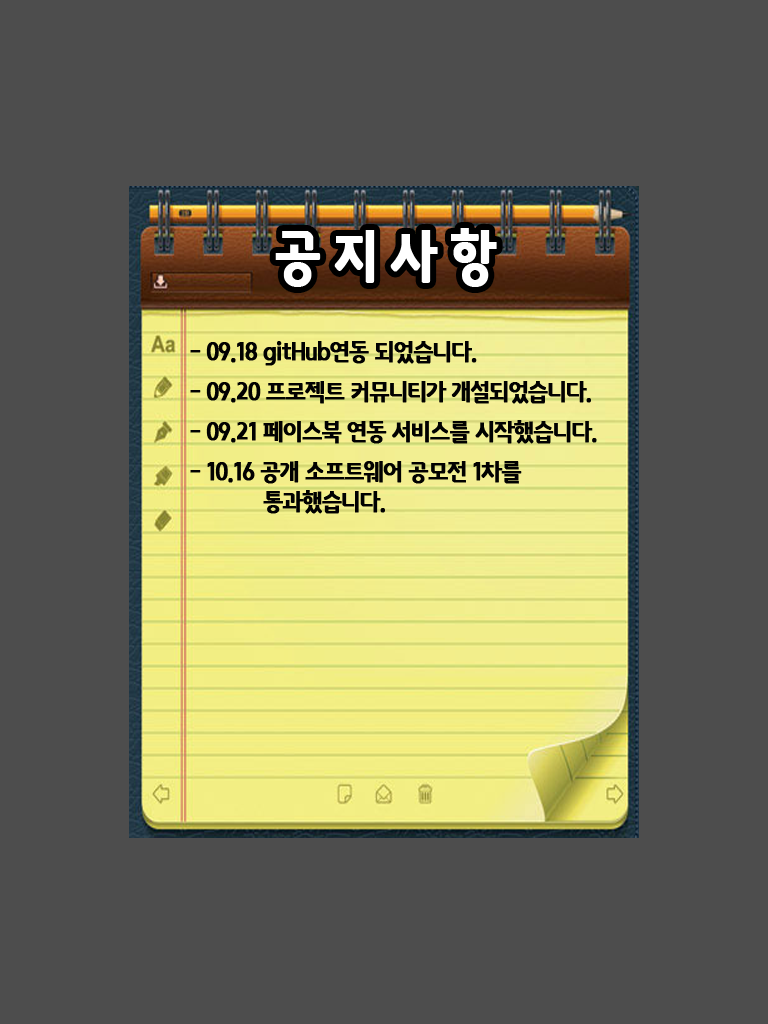 공지사항
Aa
- 09.18 gitHub연동 되었습니다.
- 09.20 프로젝트 커뮤니티가 개설되었습니다.
- 09.21 페이스북 연동 서비스를 시작했습니다.
- 10.16 공개 소프트웨어 공모전 1차를
통과했습니다.